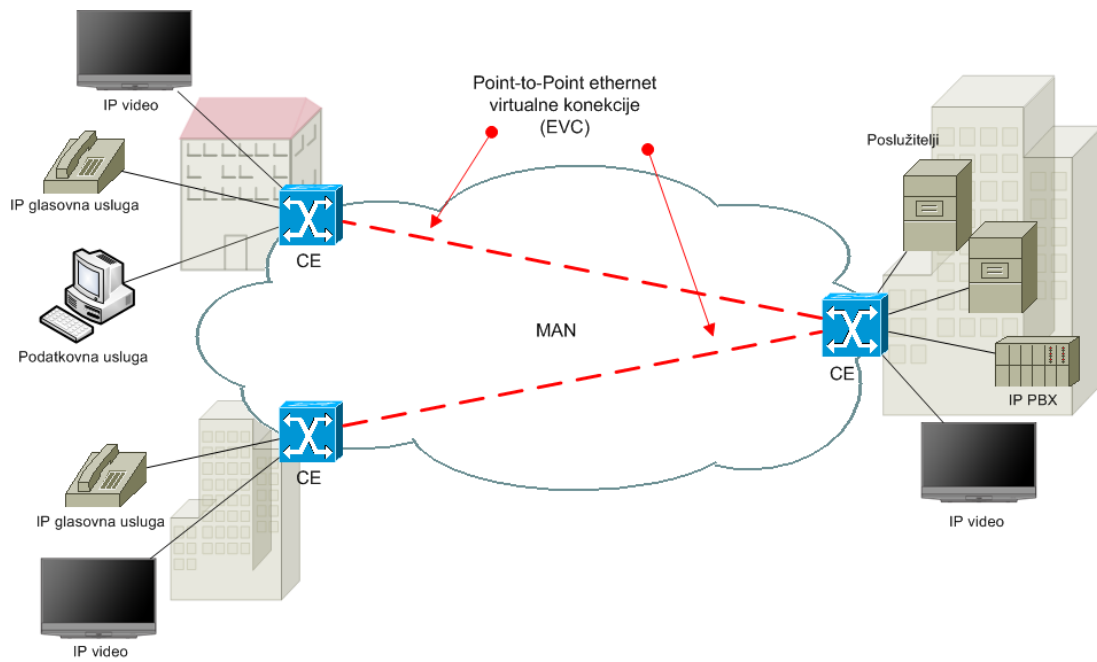 Point-to-Point ethernet
virtualne konekcije
(EVC)
IP video
Poslužitelji
IP glasovna usluga
CE
Podatkovna usluga
MAN
CE
IP PBX
CE
IP glasovna usluga
IP video
IP video